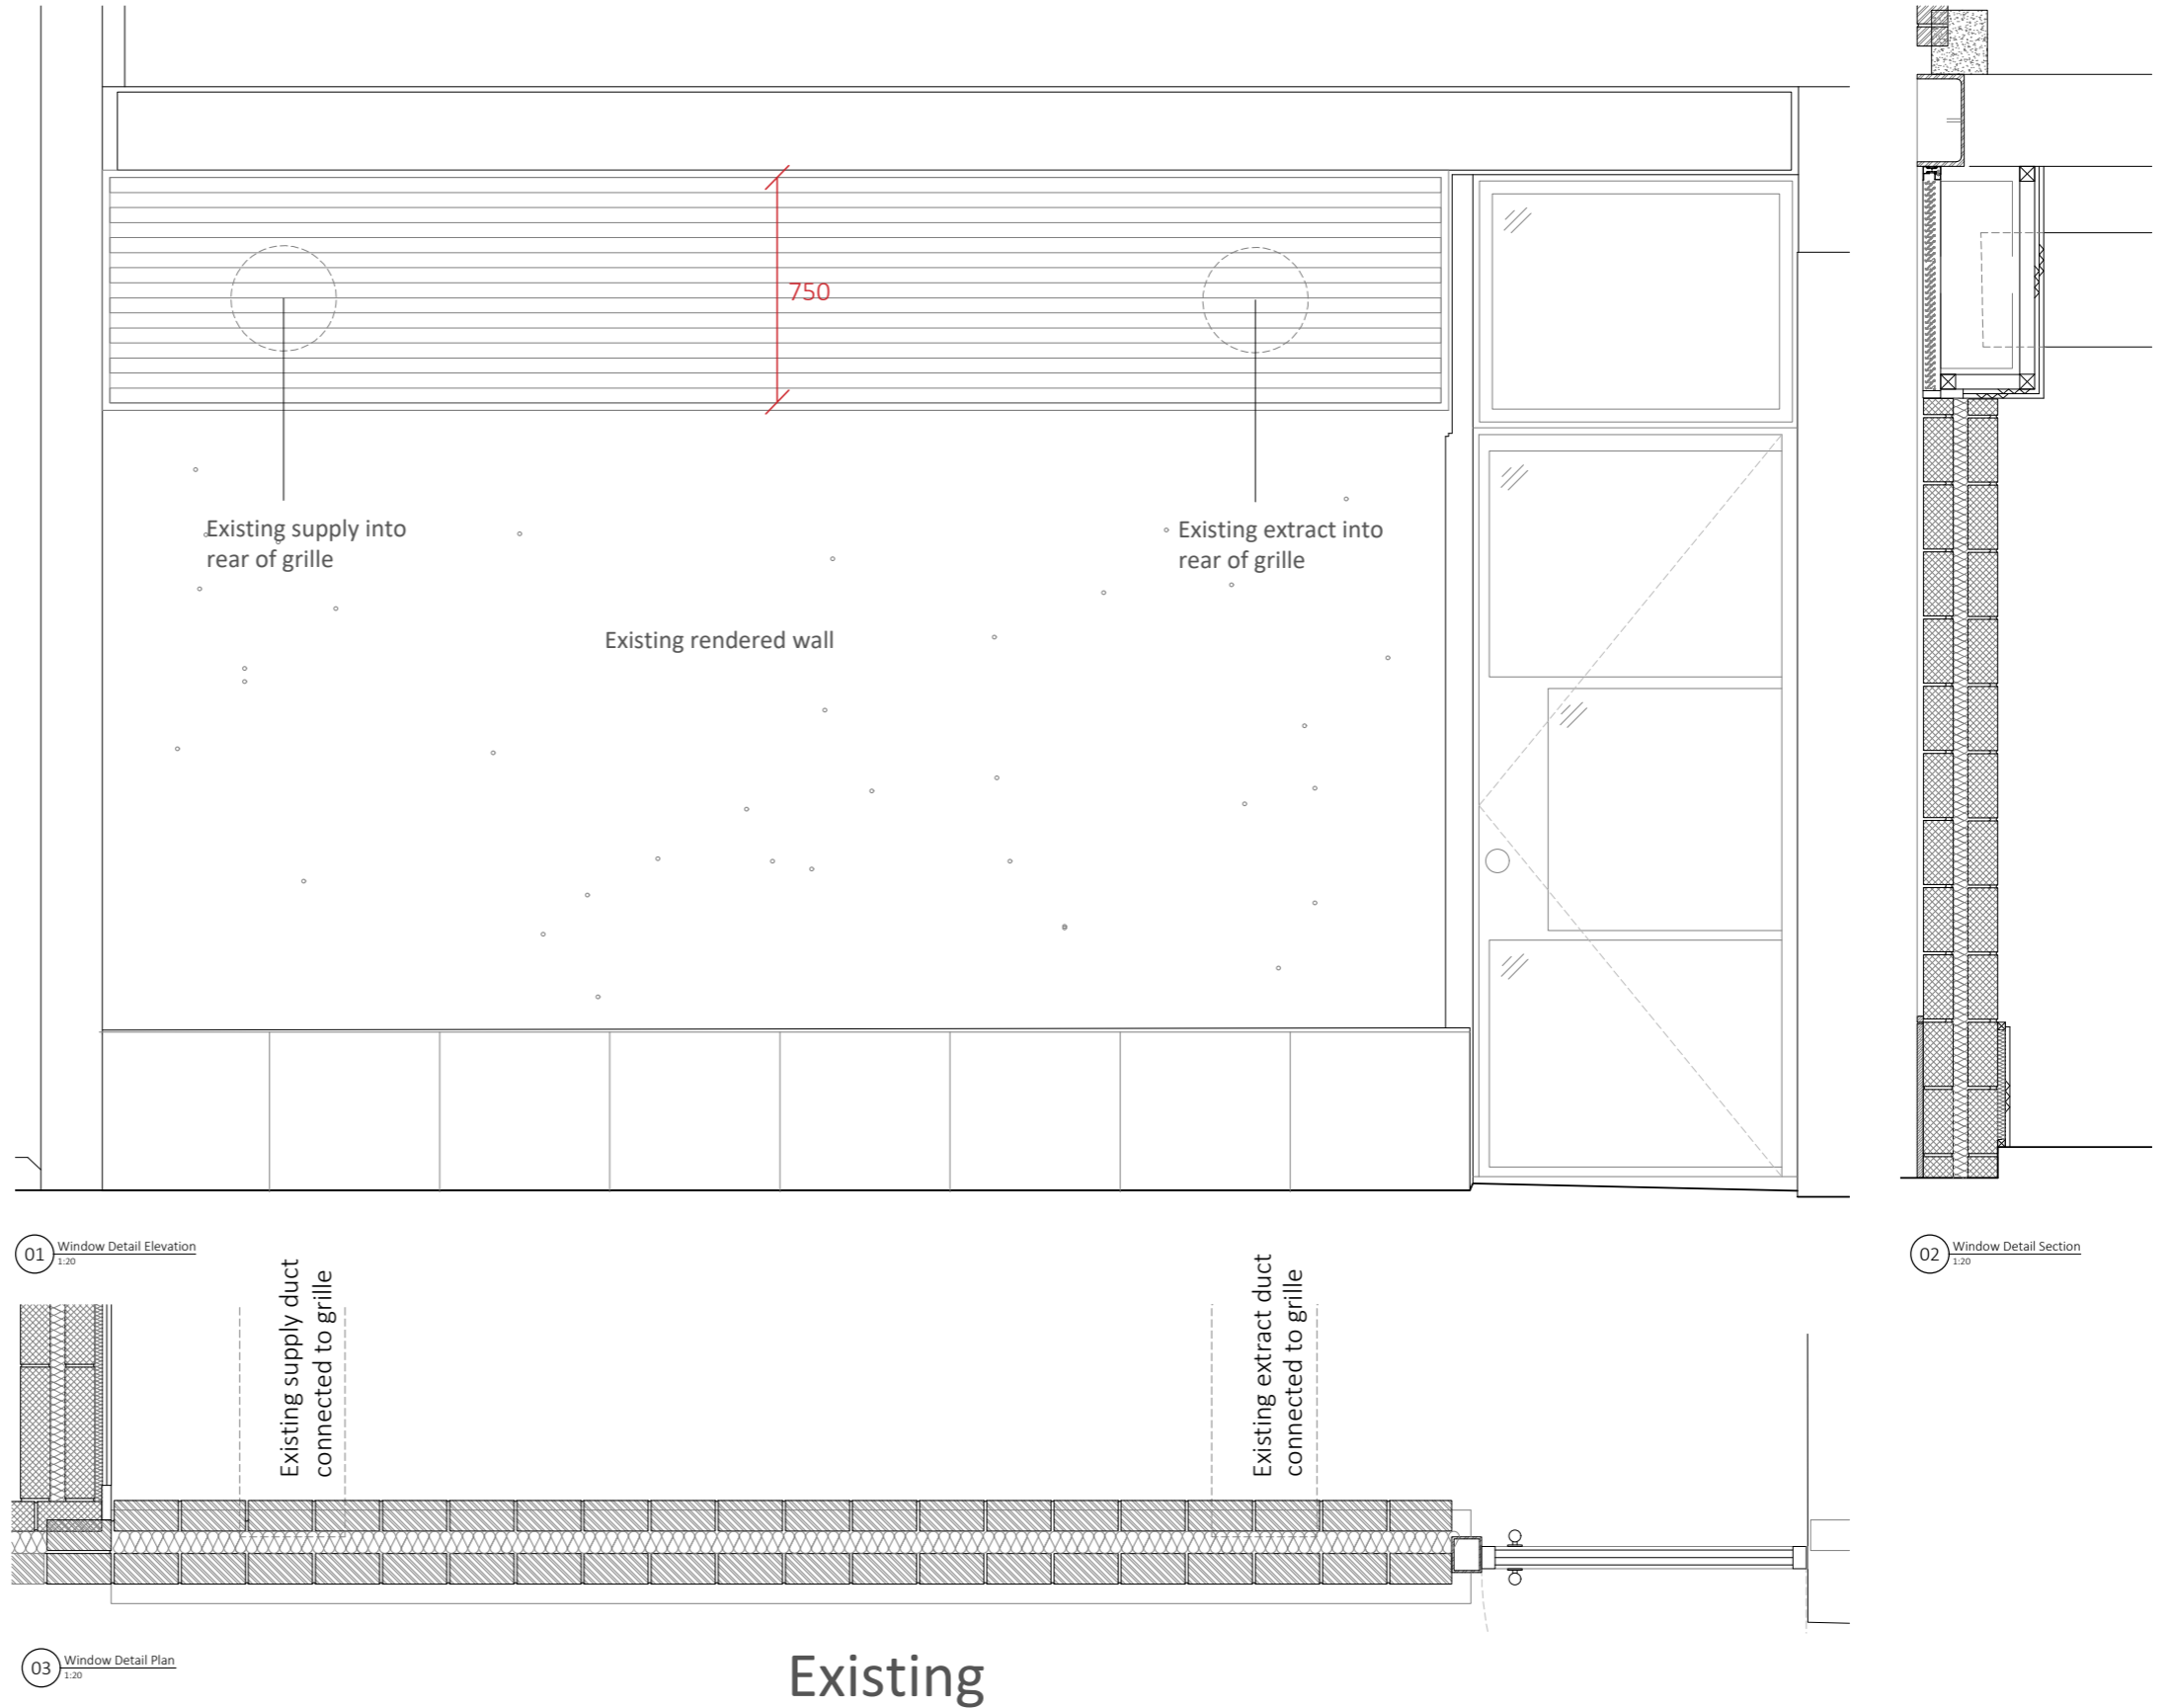 750
Existing supply into
rear of grille
Existing extract into
rear of grille
Existing rendered wall
01
Window Detail Elevation
1:20
02
Window Detail Section
1:20
Existing supply duct
connected to grille
Existing extract duct
connected to grille
03
Window Detail Plan
1:20
Existing